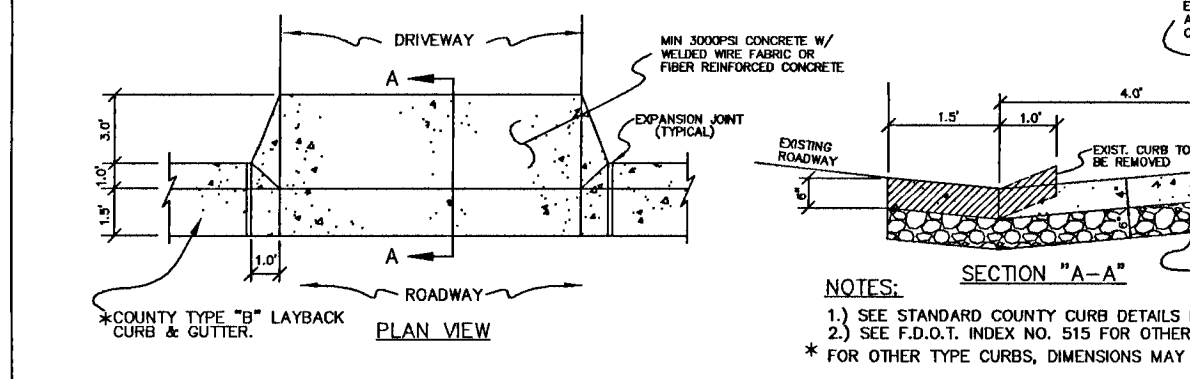 DRIVEWAY
A
MIN 3000PSI CONCRETE W/
WELDED WIRE FABRIC OR
FIBER REINFORCED CONCRETE
EXPANSION JOINT
(TYPICAL)
3.0'
1.0'
1.5'
1.0'
A
ROADWAY
*COUNTY TYPE "B" LAYBACK
CURB & GUTTER.
PLAN VIEW
4.0'
1.5'
1.0'
EXISTING
ROADWAY
EXIST. CURB TO
BE REMOVED
6"
4"
6"
SECTION "A-A"
NOTES:
1.) SEE STANDARD COUNTY CURB DETAILS
2.) SEE F.D.O.T. INDEX NO. 515 FOR OTHER
* FOR OTHER TYPE CURBS, DIMENSIONS MAY